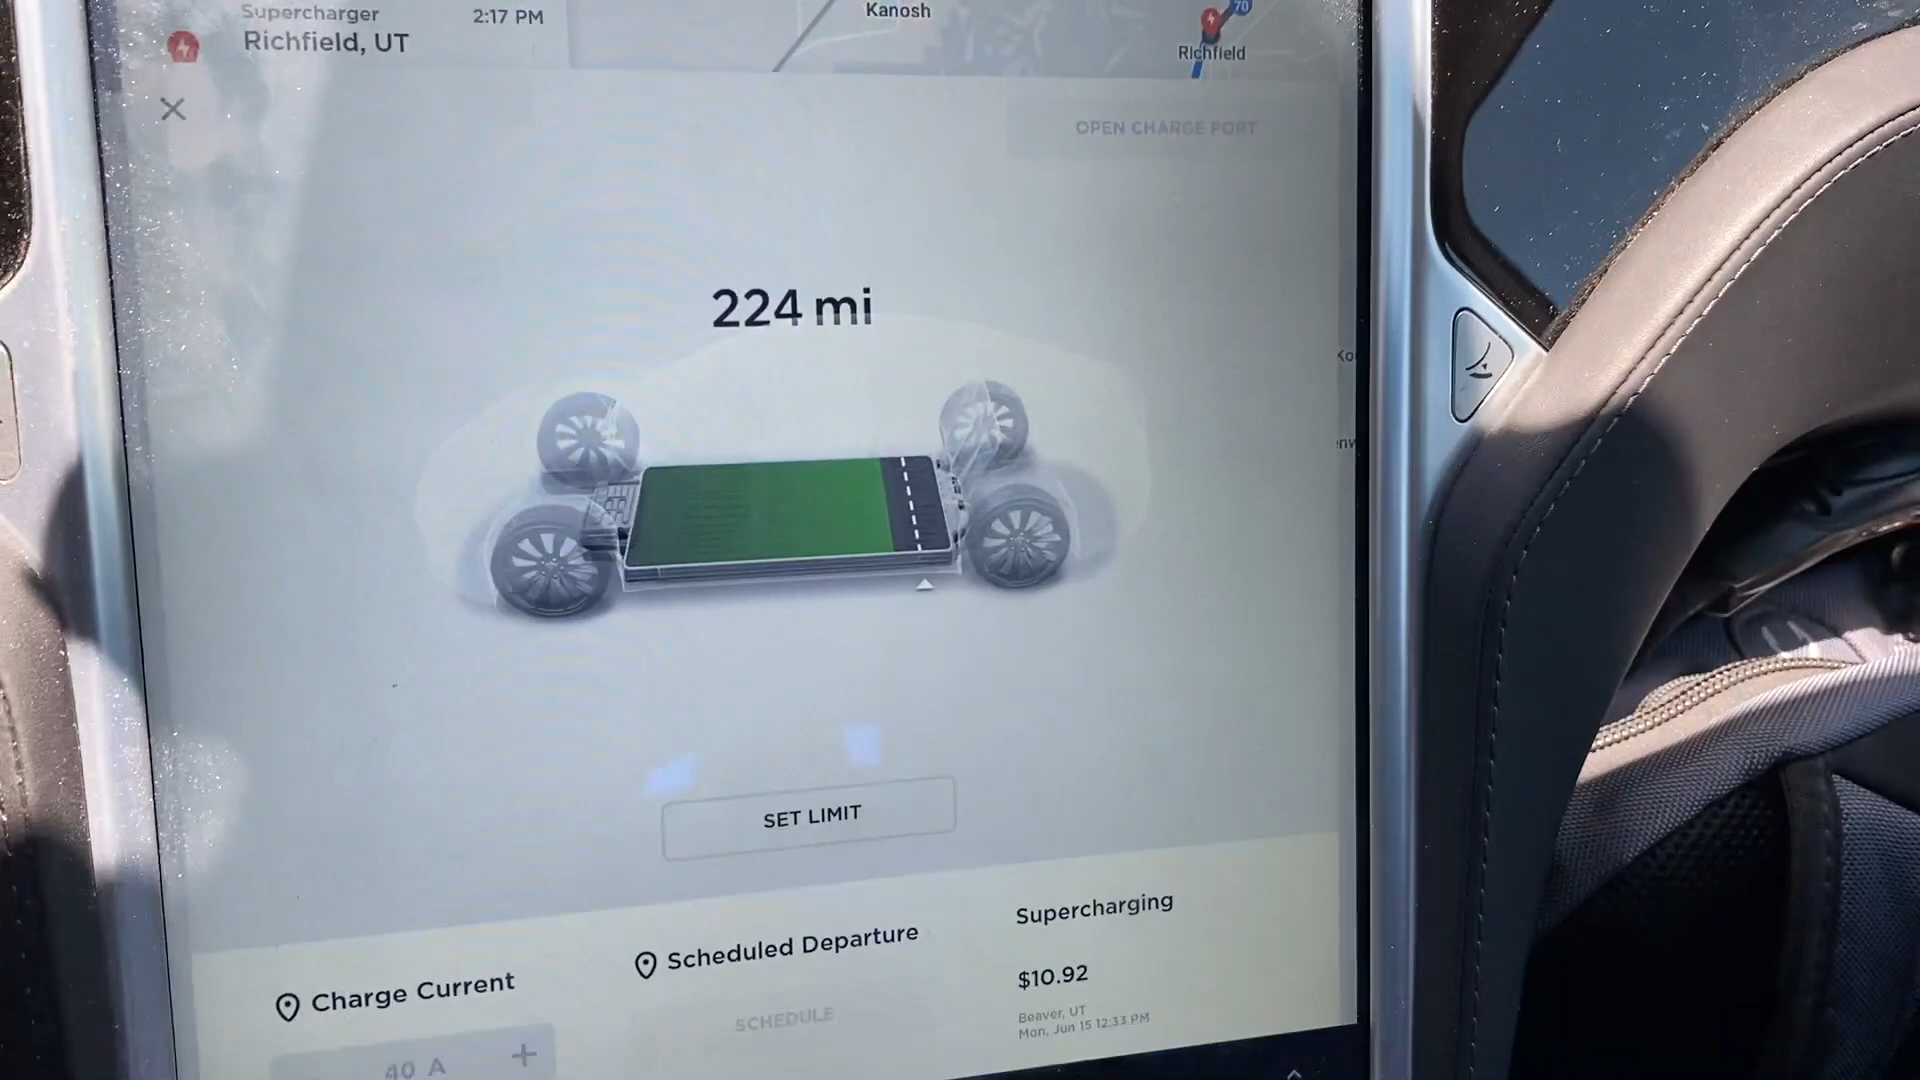 Supercharger
Richfield, UT
2:17 PM
Kanosh
70
Richfield
OPEN CHARGE PORT
224 mi
SET LIMIT
Charge Current
40 A
Scheduled Departure
SCHEDULE
Supercharging
$10.92
Beaver, UT
Mon, Jun 15 12:33 PM